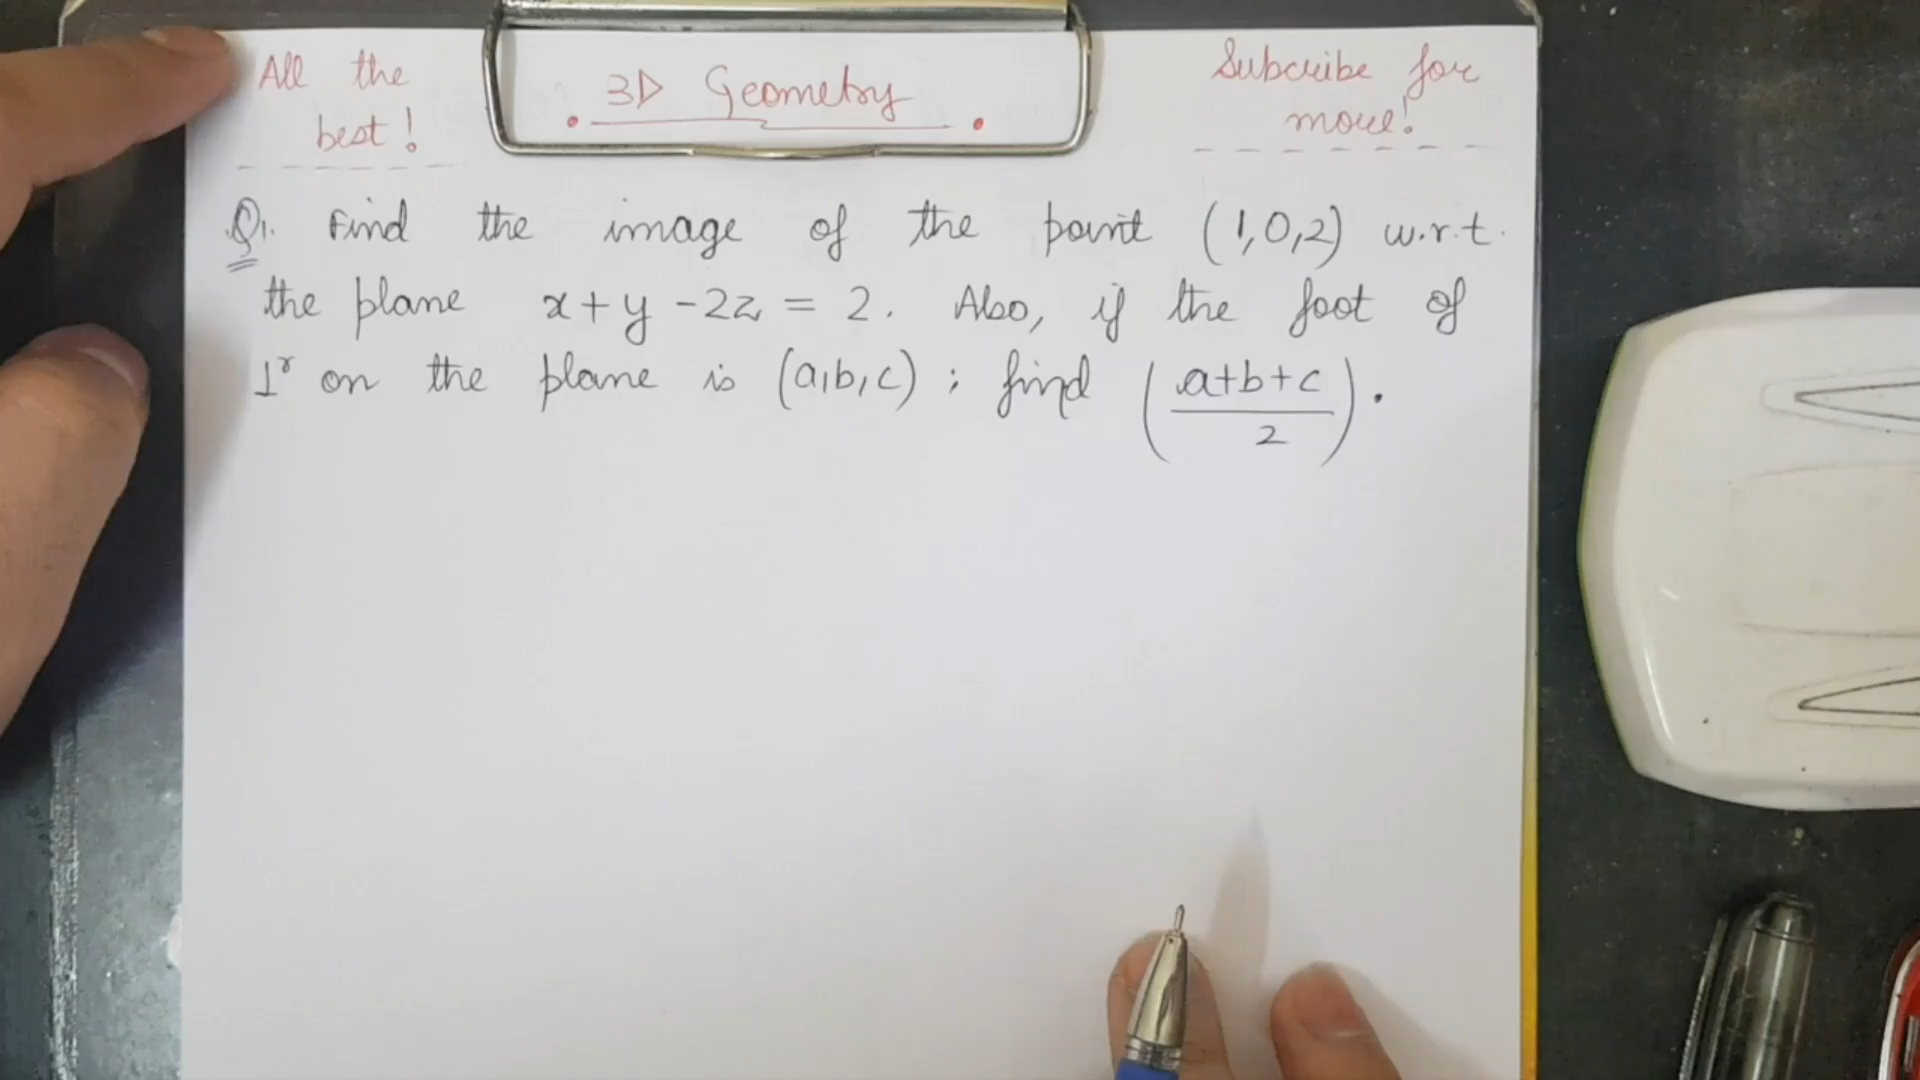 All the
best!
3D Geometry
Subcribe for
more!
Q1. Find the image of the point (1,0,2) w.r.t.
the plane x+y-2z = 2. Also, if the foot of
⊥r on the plane is (a,b,c) ; find (a+b+c/2).